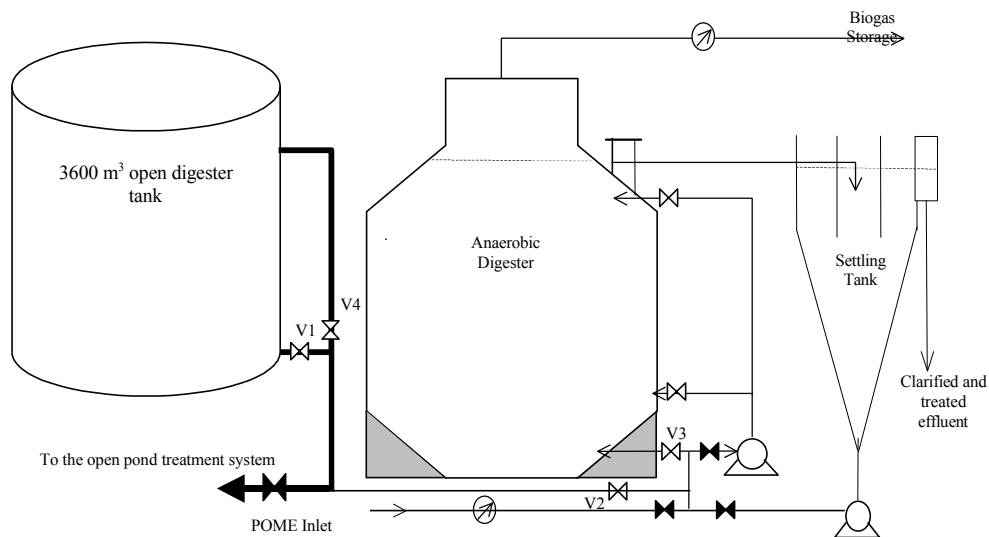 Biogas
Storage
3600 m³ open digester
tank
Anaerobic
Digester
Settling
Tank
V4
V1
Clarified and
treated
effluent
V3
To the open pond treatment system
V2
POME Inlet